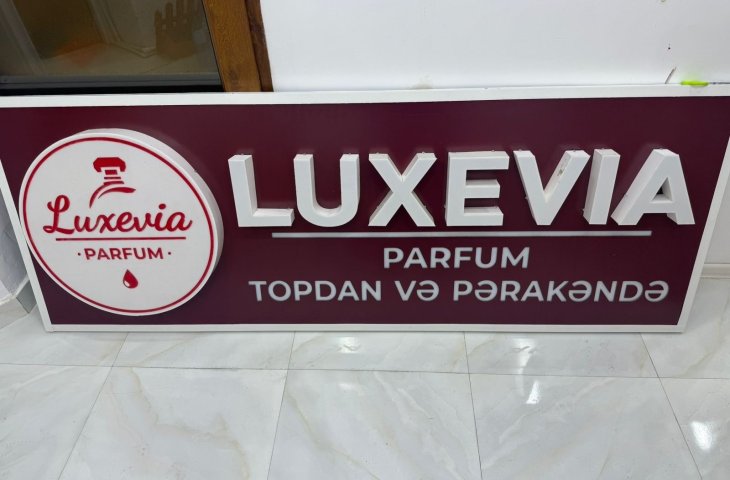 Luxevia
·PARFUM·
LUXEVIA
PARFUM
TOPDAN VƏ PƏRAKƏNDƏ